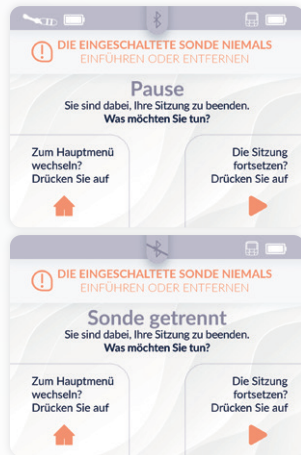 DIE EINGESCHALTETE SONDE NIEMALS
EINFÜHREN ODER ENTFERNEN
Pause
Sie sind dabei, Ihre Sitzung zu beenden.
Was möchten Sie tun?
Zum Hauptmenü
wechseln?
Drücken Sie auf
Die Sitzung
fortsetzen?
Drücken Sie auf
DIE EINGESCHALTETE SONDE NIEMALS
EINFÜHREN ODER ENTFERNEN
Sonde getrennt
Sie sind dabei, Ihre Sitzung zu beenden.
Was möchten Sie tun?
Zum Hauptmenü
wechseln?
Drücken Sie auf
Die Sitzung
fortsetzen?
Drücken Sie auf